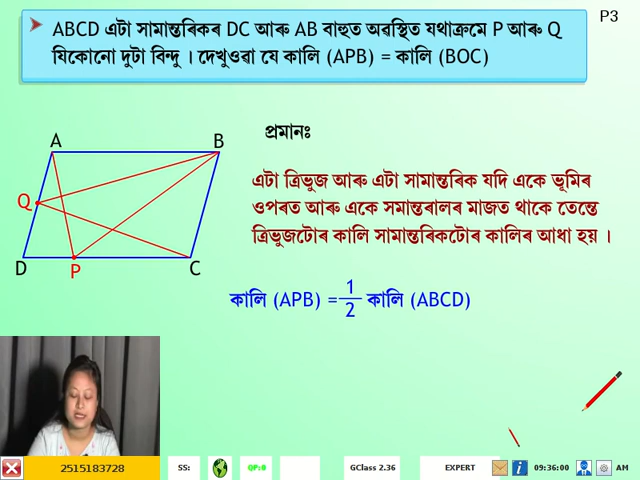 P3
ABCD এটা সামান্তৰিকৰ DC আৰু AB বাহুত অৱস্থিত যথাক্ৰমে P আৰু Q
যিকোনো দুটা বিন্দু । দেখুওৱা যে কালি (APB) = কালি (BOC)
প্ৰমানঃ
A
B
Q
D
P
C
এটা ত্ৰিভুজ আৰু এটা সামান্তৰিক যদি একে ভূমিৰ
ওপৰত আৰু একে সমান্তৰালৰ মাজত থাকে তেন্তে
ত্ৰিভুজটোৰ কালি সামান্তৰিকটোৰ কালিৰ আধা হয় ।
কালি (APB) = 1/2 কালি (ABCD)
2515183728 SS: QP:0 GClass 2.36 EXPERT 09:36:00 AM